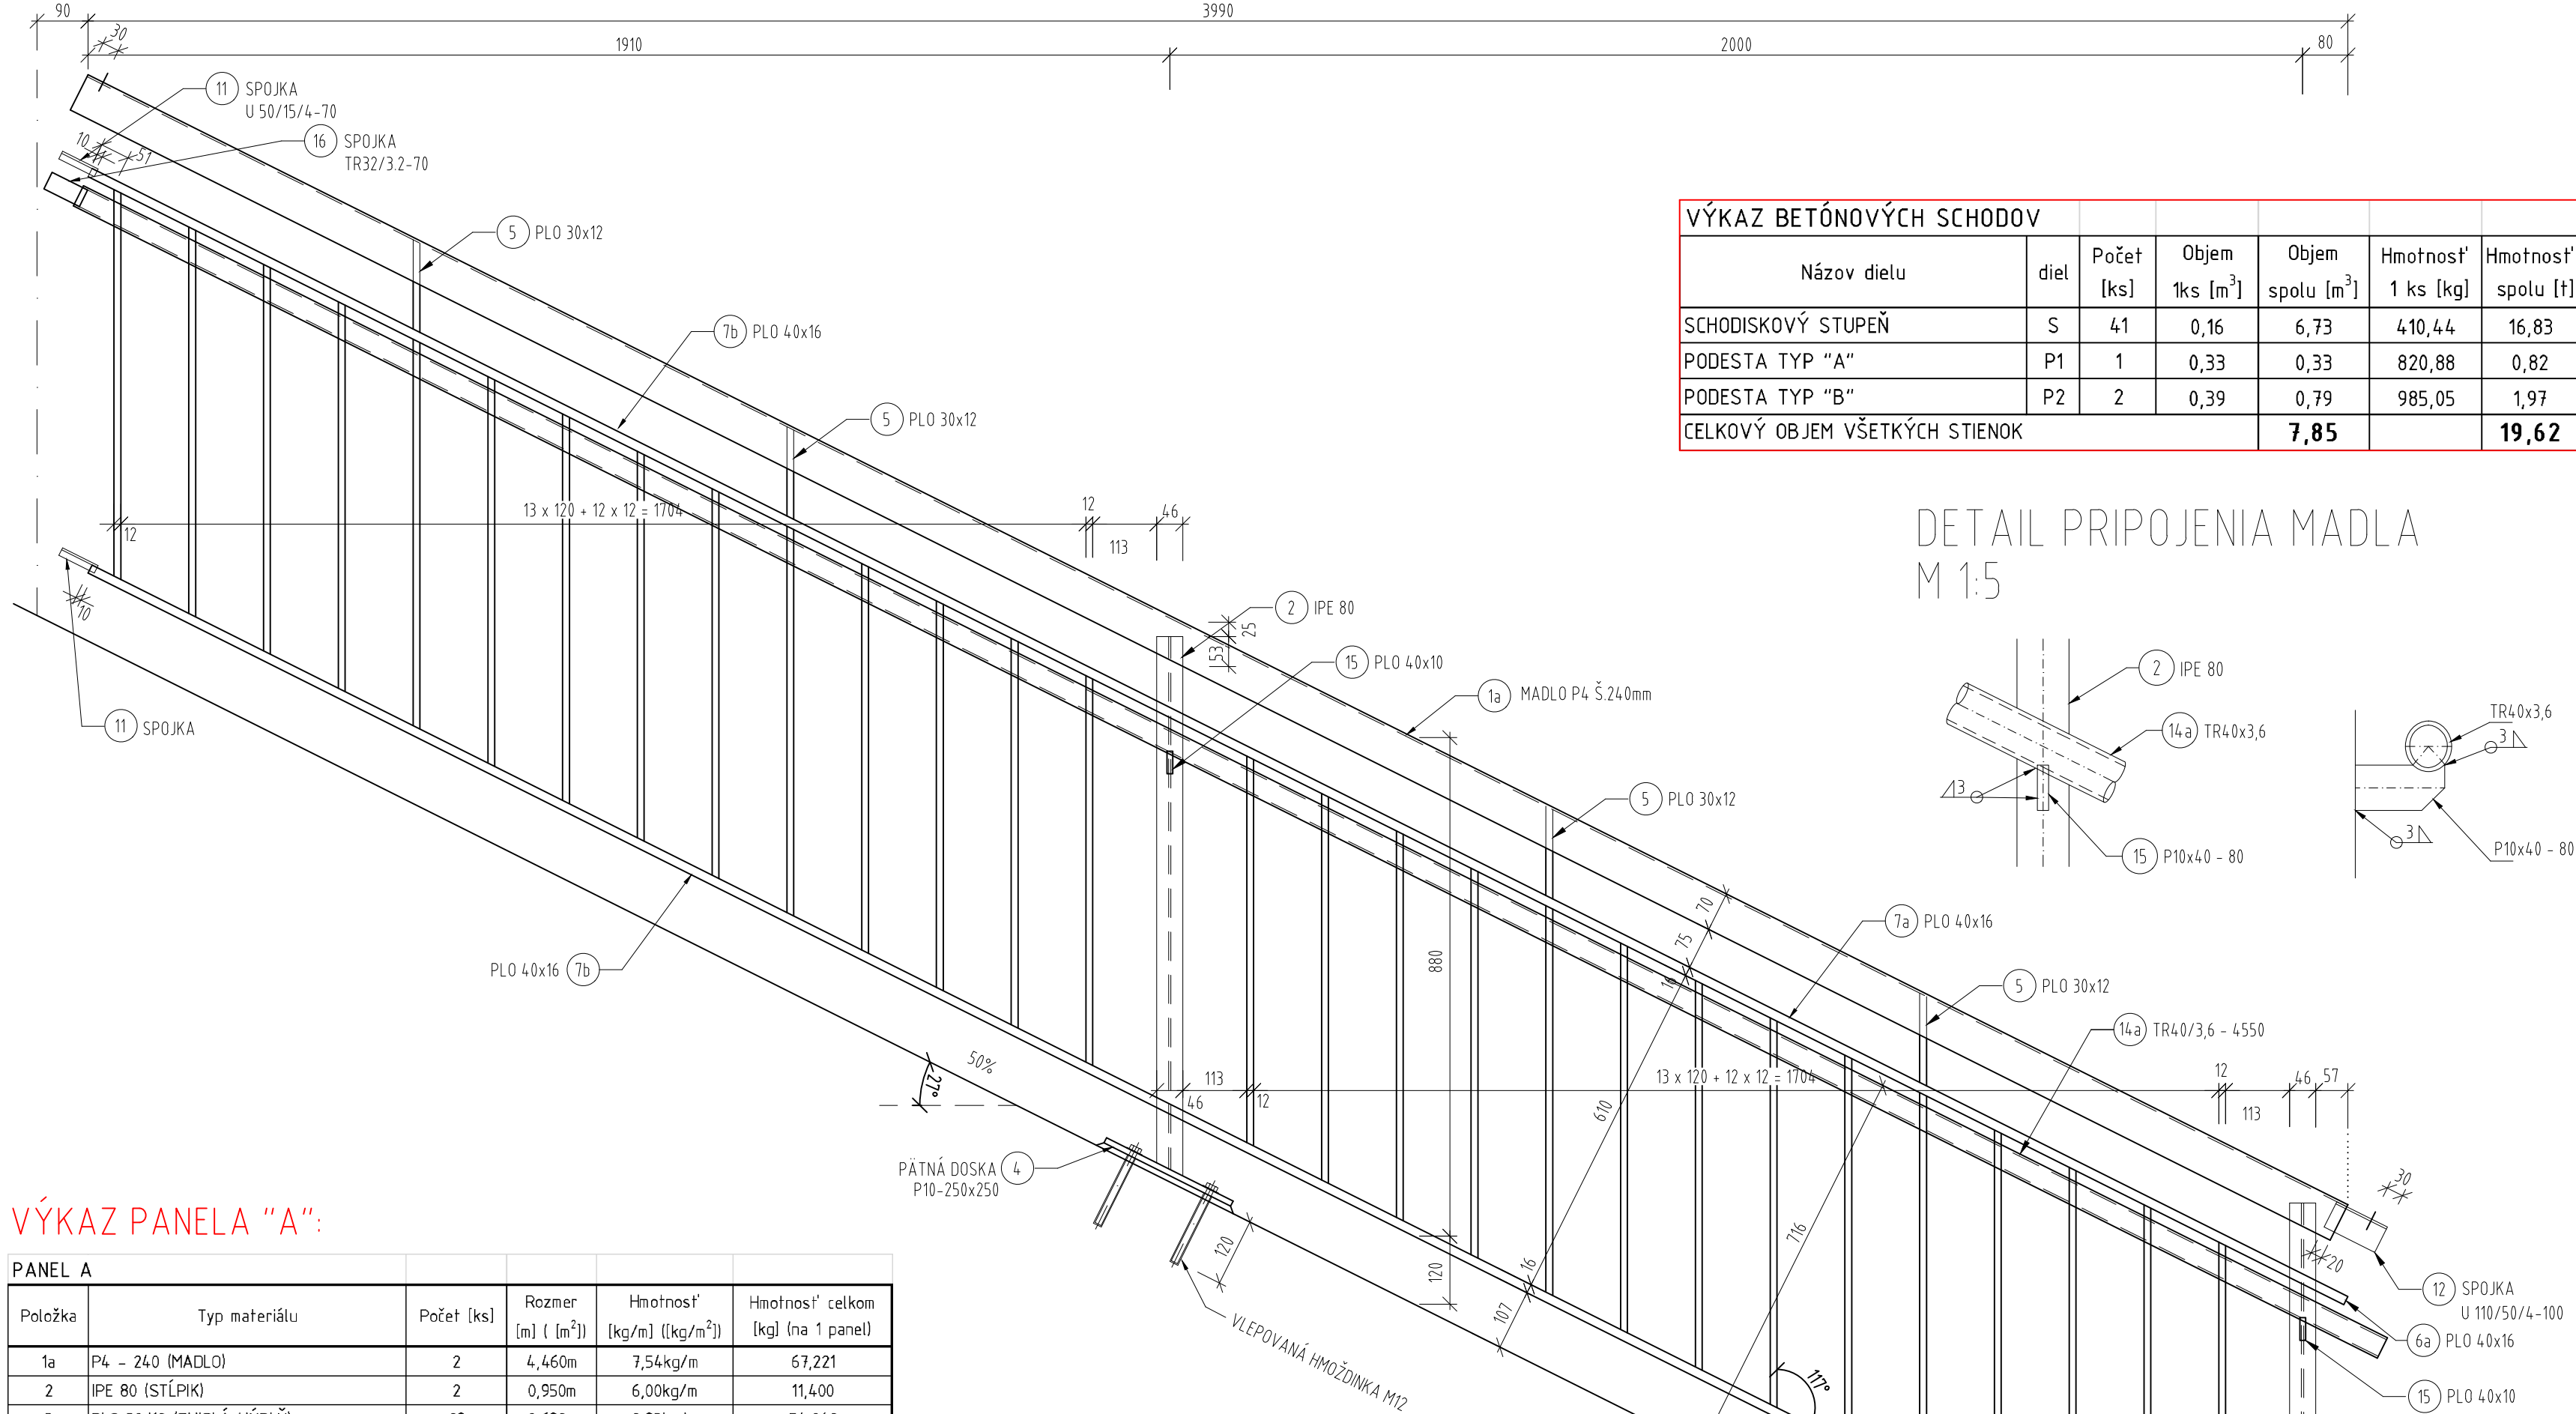 90
3990
30
1910
2000
80
11 SPOJKA
U 50/15/4-70
16 SPOJKA
TR32/3.2-70
10
51
5 PLO 30x12
7b PLO 40x16
5 PLO 30x12
VÝKAZ BETÓNOVÝCH SCHODOV
Názov dielu diel Počet [ks] Objem 1ks [m³] Objem spolu [m³] Hmotnosť 1 ks [kg] Hmotnosť spolu [t]
SCHODISKOVÝ STUPEŇ S 41 0,16 6,73 410,44 16,83
PODESTA TYP "A" P1 1 0,33 0,33 820,88 0,82
PODESTA TYP "B" P2 2 0,39 0,79 985,05 1,97
CELKOVÝ OBJEM VŠETKÝCH STIENOK 7,85 19,62
13 x 120 + 12 x 12 = 1704
12
12
46
113
10
11 SPOJKA
2 IPE 80
25
53
15 PLO 40x10
1a MADLO P4 Š.240mm
DETAIL PRIPOJENIA MADLA
M 1:5
2 IPE 80
14a TR40x3,6
3
15 P10x40 - 80
TR40x3,6
3
3
P10x40 - 80
5 PLO 30x12
880
70
75
16
7a PLO 40x16
5 PLO 30x12
14a TR40/3,6 - 4550
PLO 40x16 7b
50%
27°
113
46
12
13 x 120 + 12 x 12 = 1704
12
46
57
113
610
716
PÄTNÁ DOSKA 4
P10-250x250
120
120
16
107
VLEPOVANÁ HMOŽDINKA M12
117°
30
20
12 SPOJKA
U 110/50/4-100
6a PLO 40x16
15 PLO 40x10
VÝKAZ PANELA "A":
PANEL A
Položka Typ materiálu Počet [ks] Rozmer [m] ( [m²]) Hmotnosť [kg/m] ([kg/m²]) Hmotnosť celkom [kg] (na 1 panel)
1a P4 - 240 (MADLO) 2 4,460m 7,54kg/m 67,221
2 IPE 80 (STĹPIK) 2 0,950m 6,00kg/m 11,400